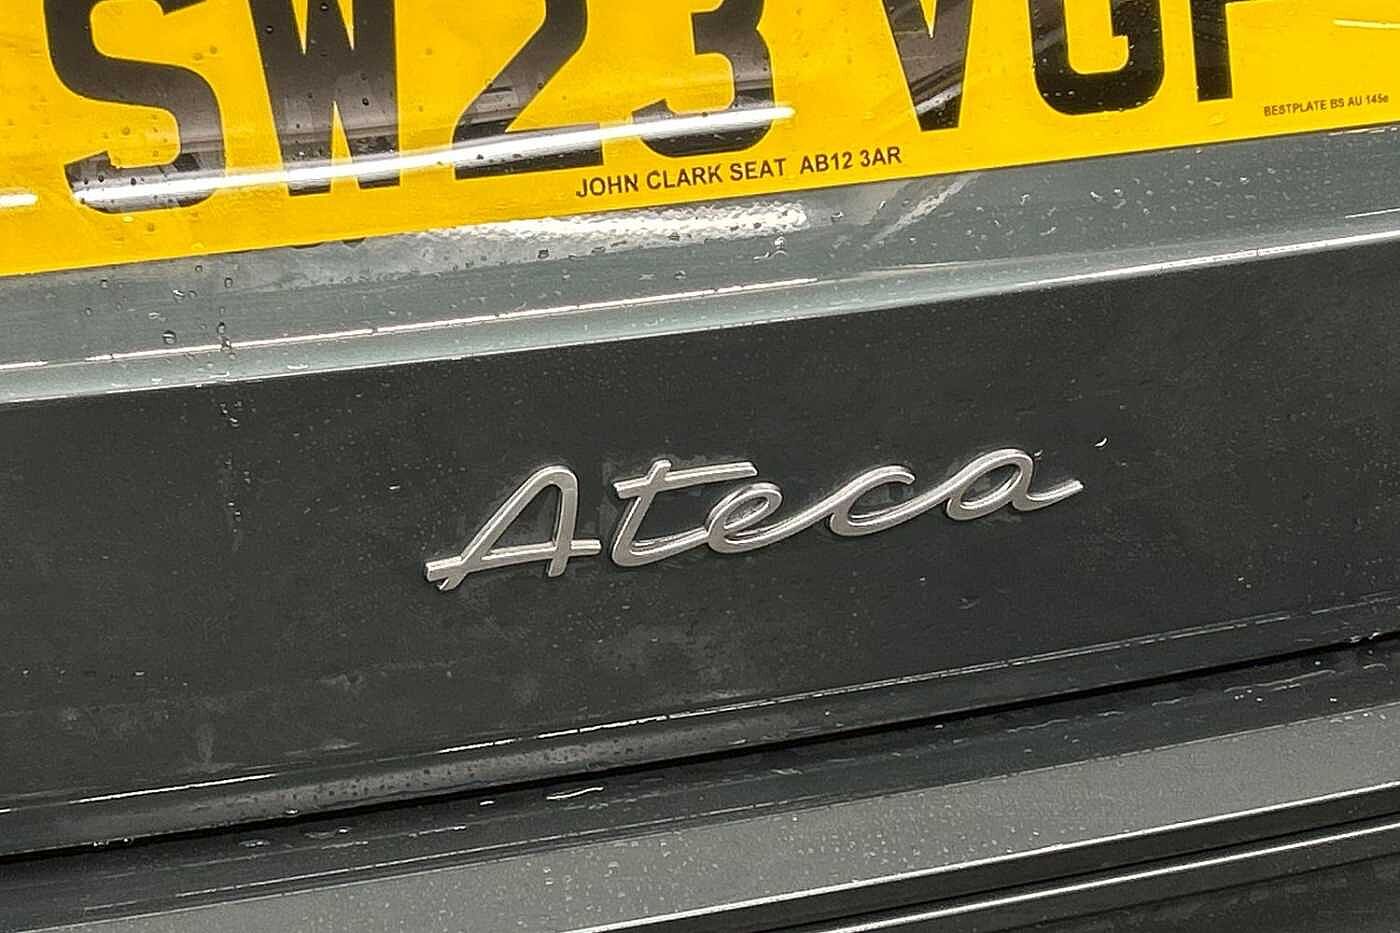 SW23 VGP
BESTPLATE BS AU 145e
JOHN CLARK SEAT AB12 3AR
Ateca